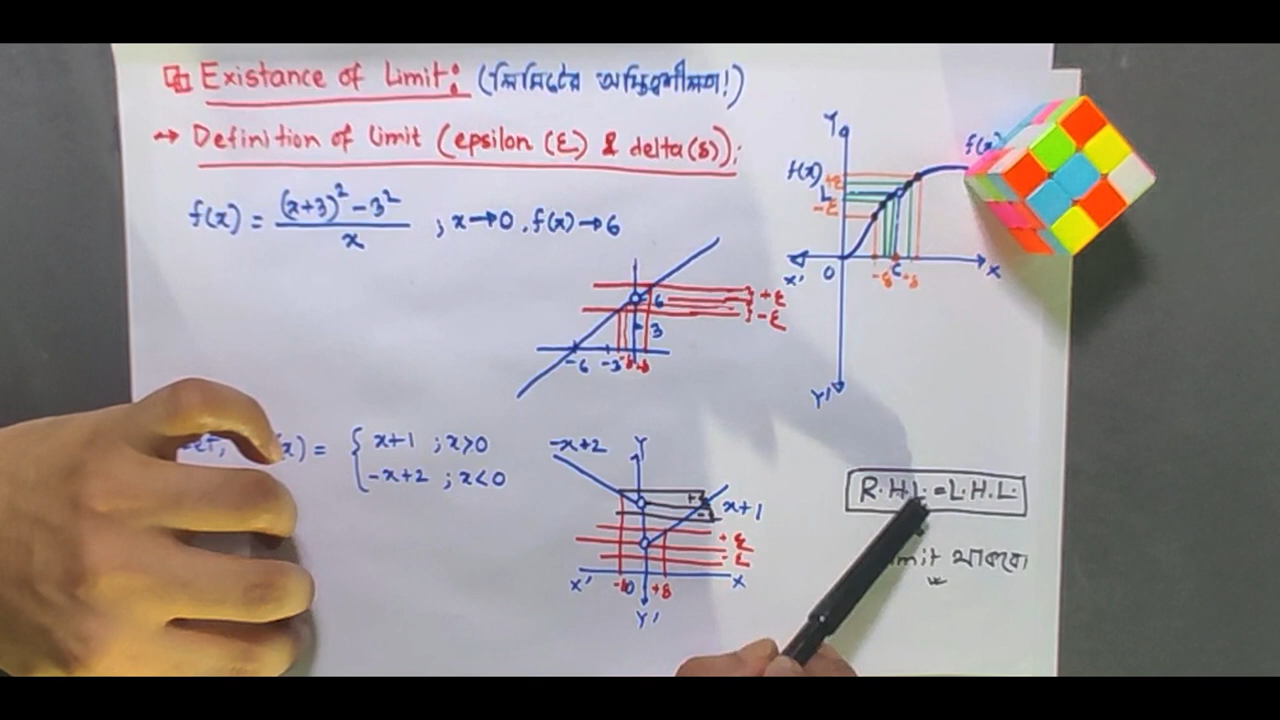 Existance of Limit: (লিমিটের অস্তিত্বশীলতা!)
→ Definition of limit (epsilon (ε) & delta(δ));
f(x) = (x+3)² - 3² / x ; x→0, f(x)→6
Y
f(x)
f(x)
+ε
L
-ε
X' O -δ C +δ X
Y'
6
3
+ε
-ε
-6 -3 -δ +δ
f(x) = { x+1 ; x>0
-x+2 ; x<0
-x+2
Y
x+1
+ε
-ε
X' -δ O +δ X
Y'
R.H.L. = L.H.L.
limit থাকবে